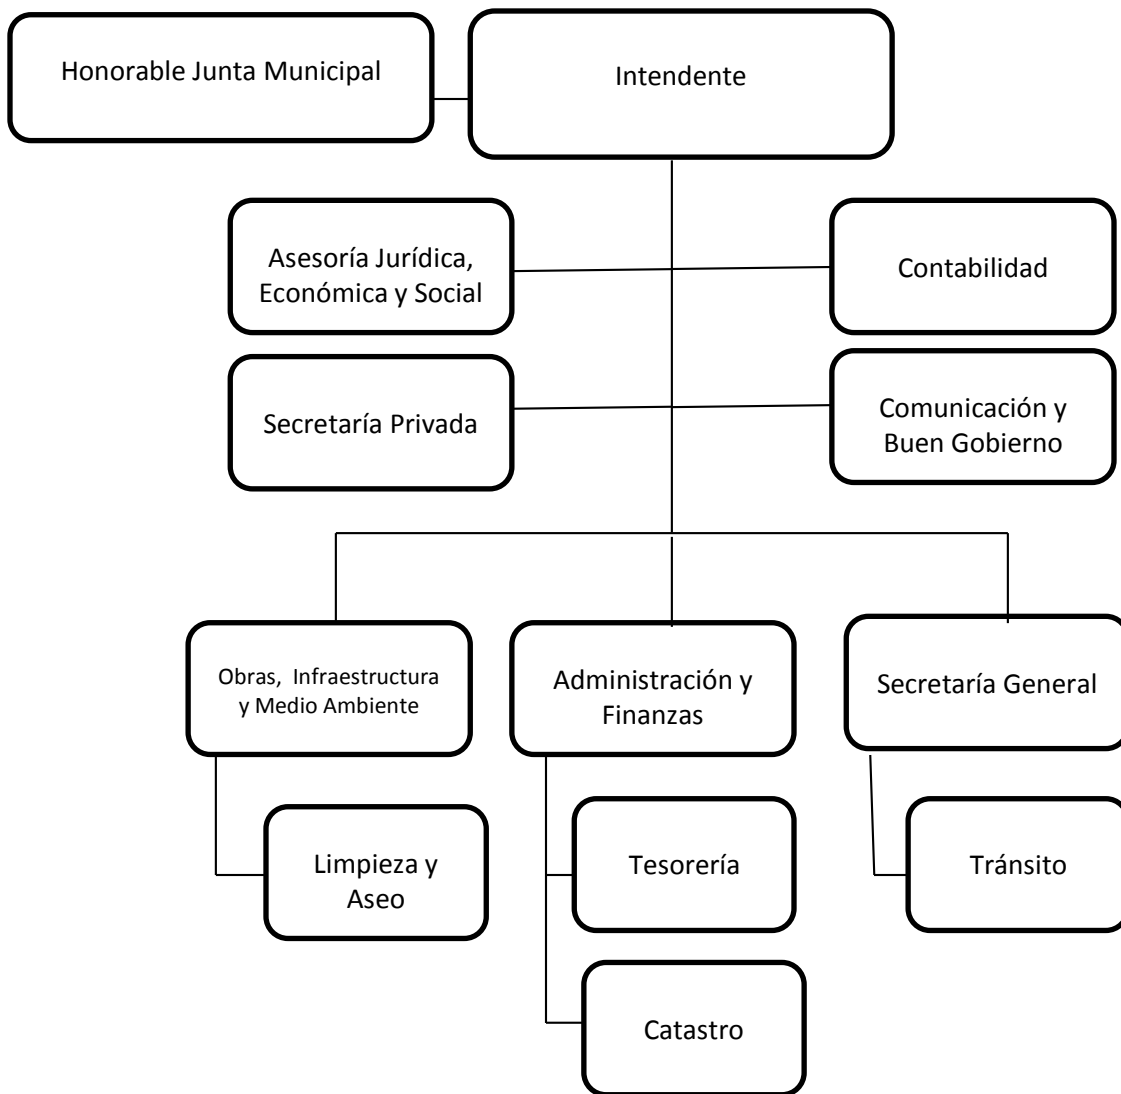 Honorable Junta Municipal
Intendente
Asesoría Jurídica,
Económica y Social
Contabilidad
Secretaría Privada
Comunicación y
Buen Gobierno
Obras,  Infraestructura
y Medio Ambiente
Administración y
Finanzas
Secretaría General
Limpieza y
Aseo
Tesorería
Tránsito
Catastro